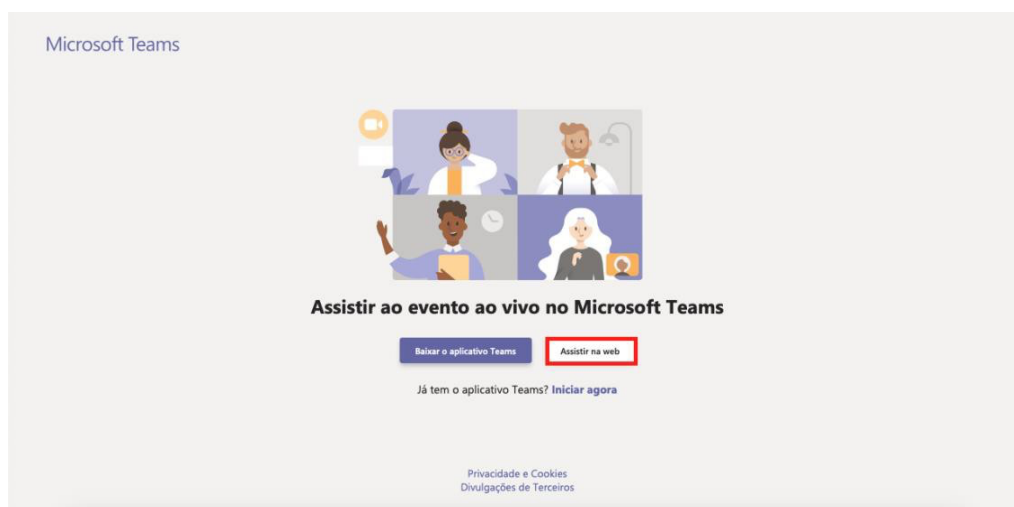 Microsoft Teams
Assistir ao evento ao vivo no Microsoft Teams
Baixar o aplicativo Teams
Assistir na web
Já tem o aplicativo Teams? Iniciar agora
Privacidade e Cookies
Divulgações de Terceiros